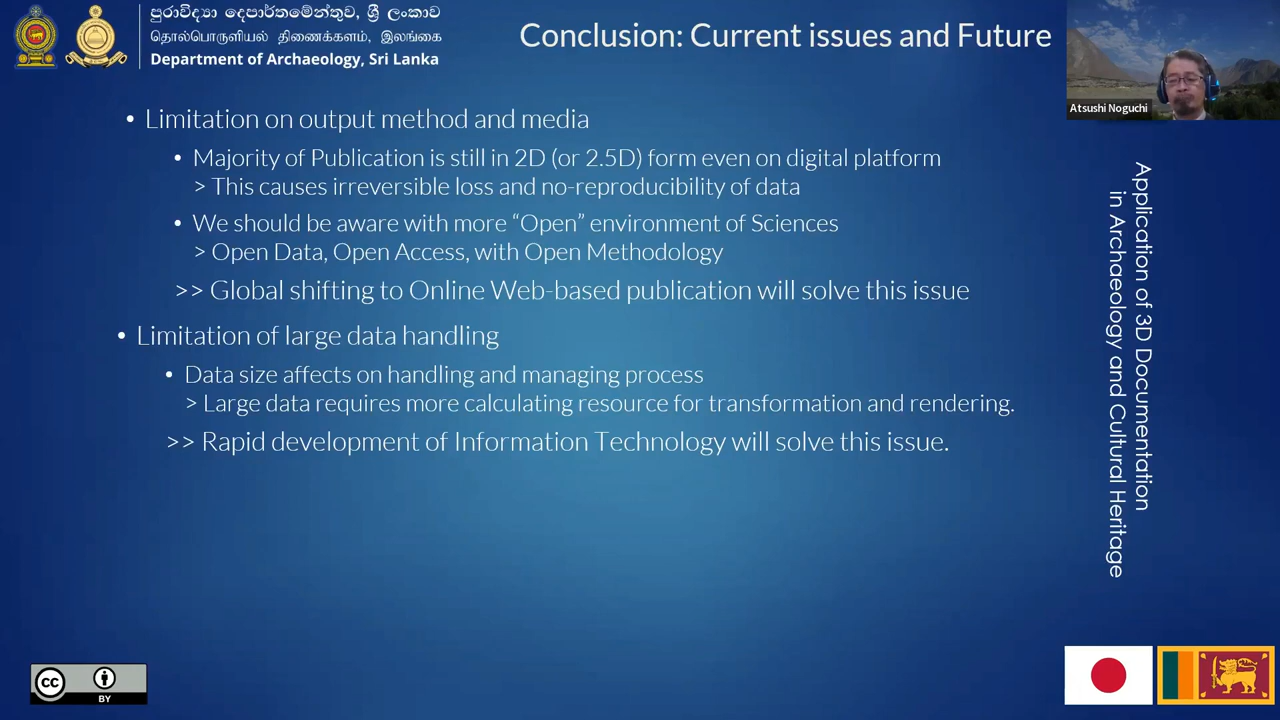 පුරාවිද්‍යා දෙපාර්තමේන්තුව, ශ්‍රී ලංකාව
தொல்பொருளியல் திணைக்களம், இலங்கை
Department of Archaeology, Sri Lanka
Conclusion: Current issues and Future
Atsushi Noguchi
• Limitation on output method and media
• Majority of Publication is still in 2D (or 2.5D) form even on digital platform
> This causes irreversible loss and no-reproducibility of data
• We should be aware with more “Open” environment of Sciences
> Open Data, Open Access, with Open Methodology
>> Global shifting to Online Web-based publication will solve this issue
• Limitation of large data handling
• Data size affects on handling and managing process
> Large data requires more calculating resource for transformation and rendering.
>> Rapid development of Information Technology will solve this issue.
Application of 3D Documentation
in Archaeology and Cultural Heritage
cc
BY